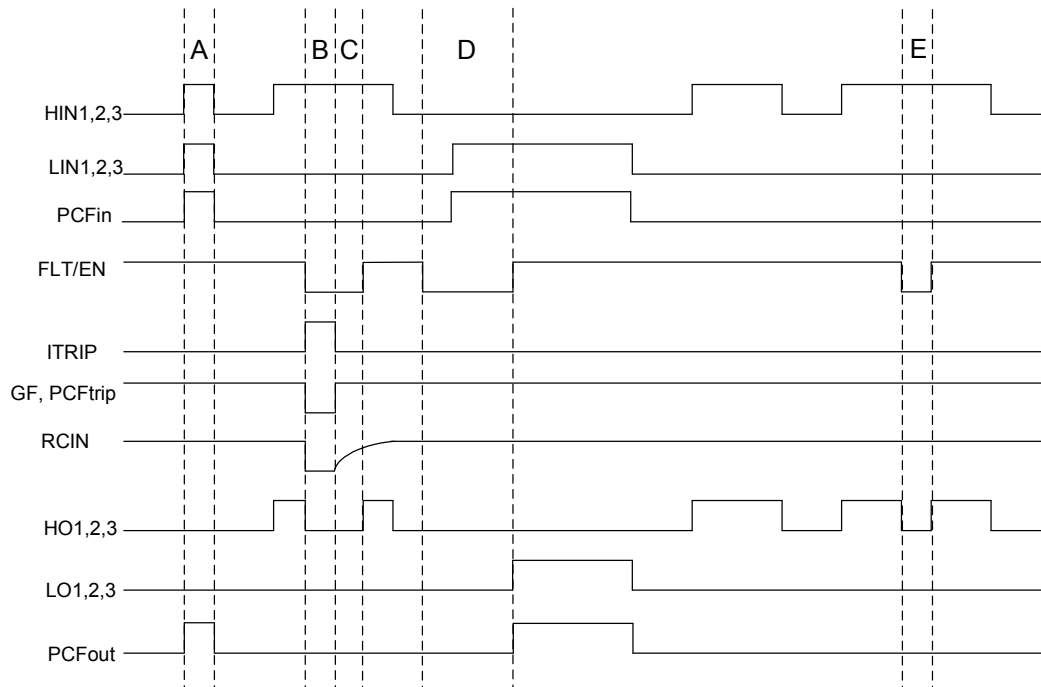 A
B
C
D
E
HIN1,2,3
LIN1,2,3
PCFin
FLT/EN
ITRIP
GF, PCFtrip
RCIN
HO1,2,3
LO1,2,3
PCFout